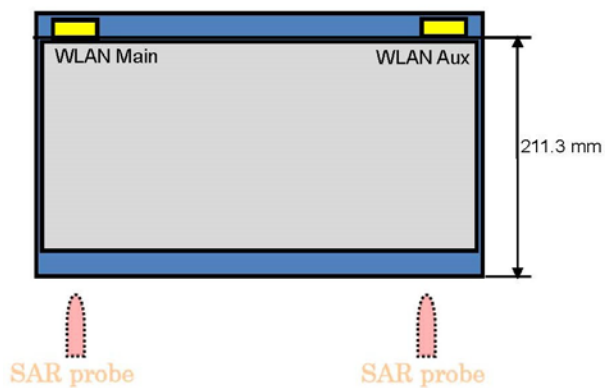 WLAN Main
WLAN Aux
211.3 mm
SAR probe
SAR probe